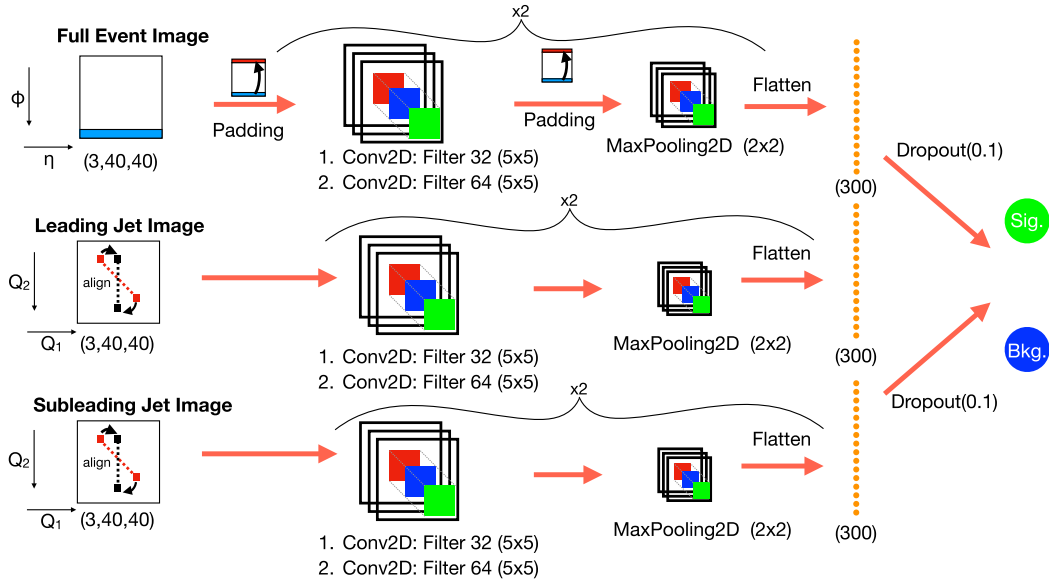 x2
Full Event Image
Φ
η
(3,40,40)
Padding
1. Conv2D: Filter 32 (5x5)
2. Conv2D: Filter 64 (5x5)
Padding
MaxPooling2D (2x2)
Flatten
(300)
Dropout(0.1)
Sig.
Leading Jet Image
x2
Q2
align
Q1
(3,40,40)
1. Conv2D: Filter 32 (5x5)
2. Conv2D: Filter 64 (5x5)
MaxPooling2D (2x2)
Flatten
(300)
Bkg.
Dropout(0.1)
Subleading Jet Image
x2
Q2
align
Q1
(3,40,40)
1. Conv2D: Filter 32 (5x5)
2. Conv2D: Filter 64 (5x5)
MaxPooling2D (2x2)
Flatten
(300)